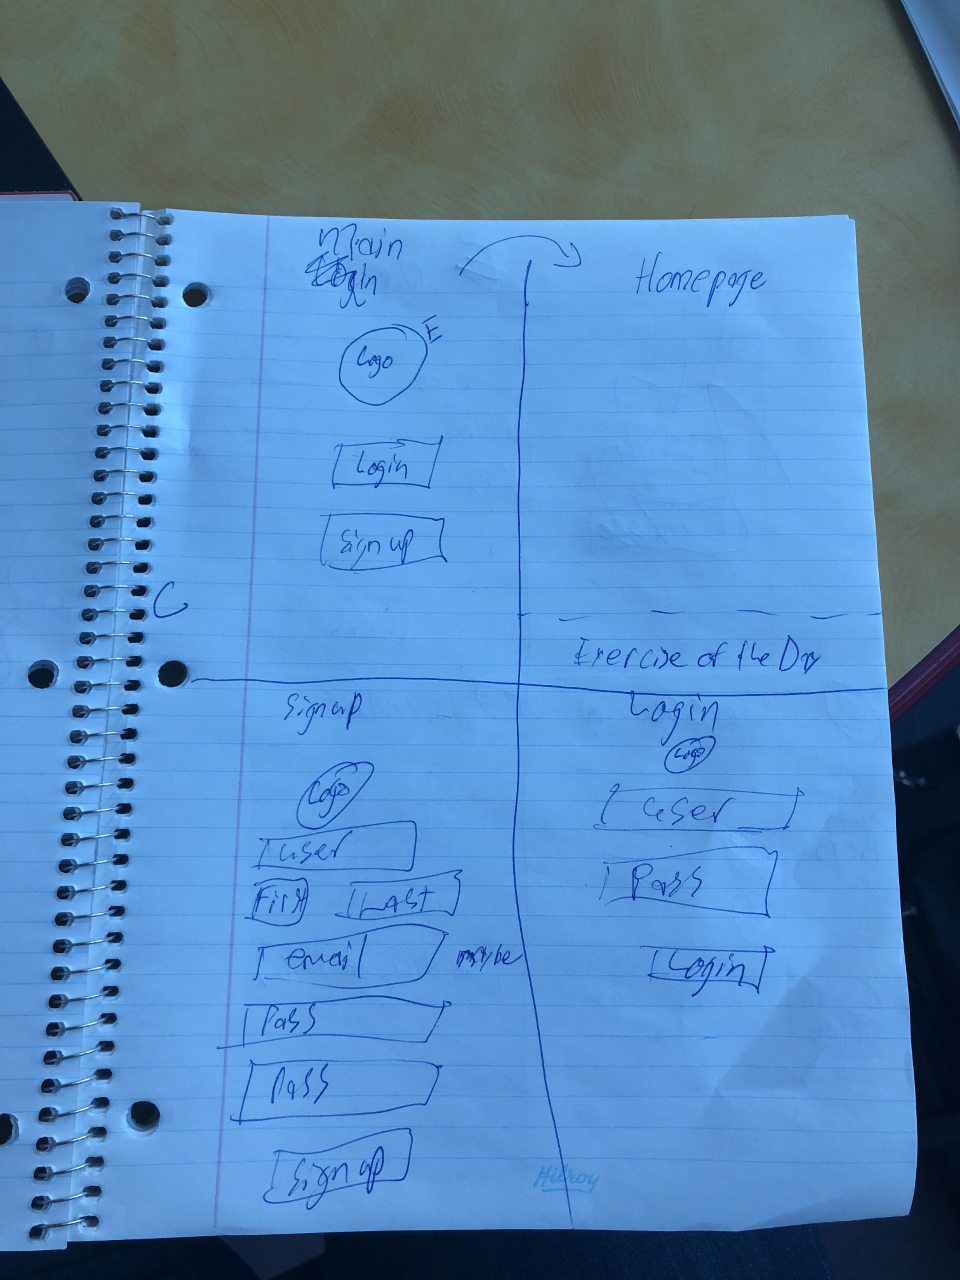 Main
Login
Logo
E
Login
Sign up
C
Homepage
Exercise of the Day
Signup
Logo
user
First Last
email maybe
Pass
Pass
Sign up
Login
Logo
user
Pass
Login
Hilroy